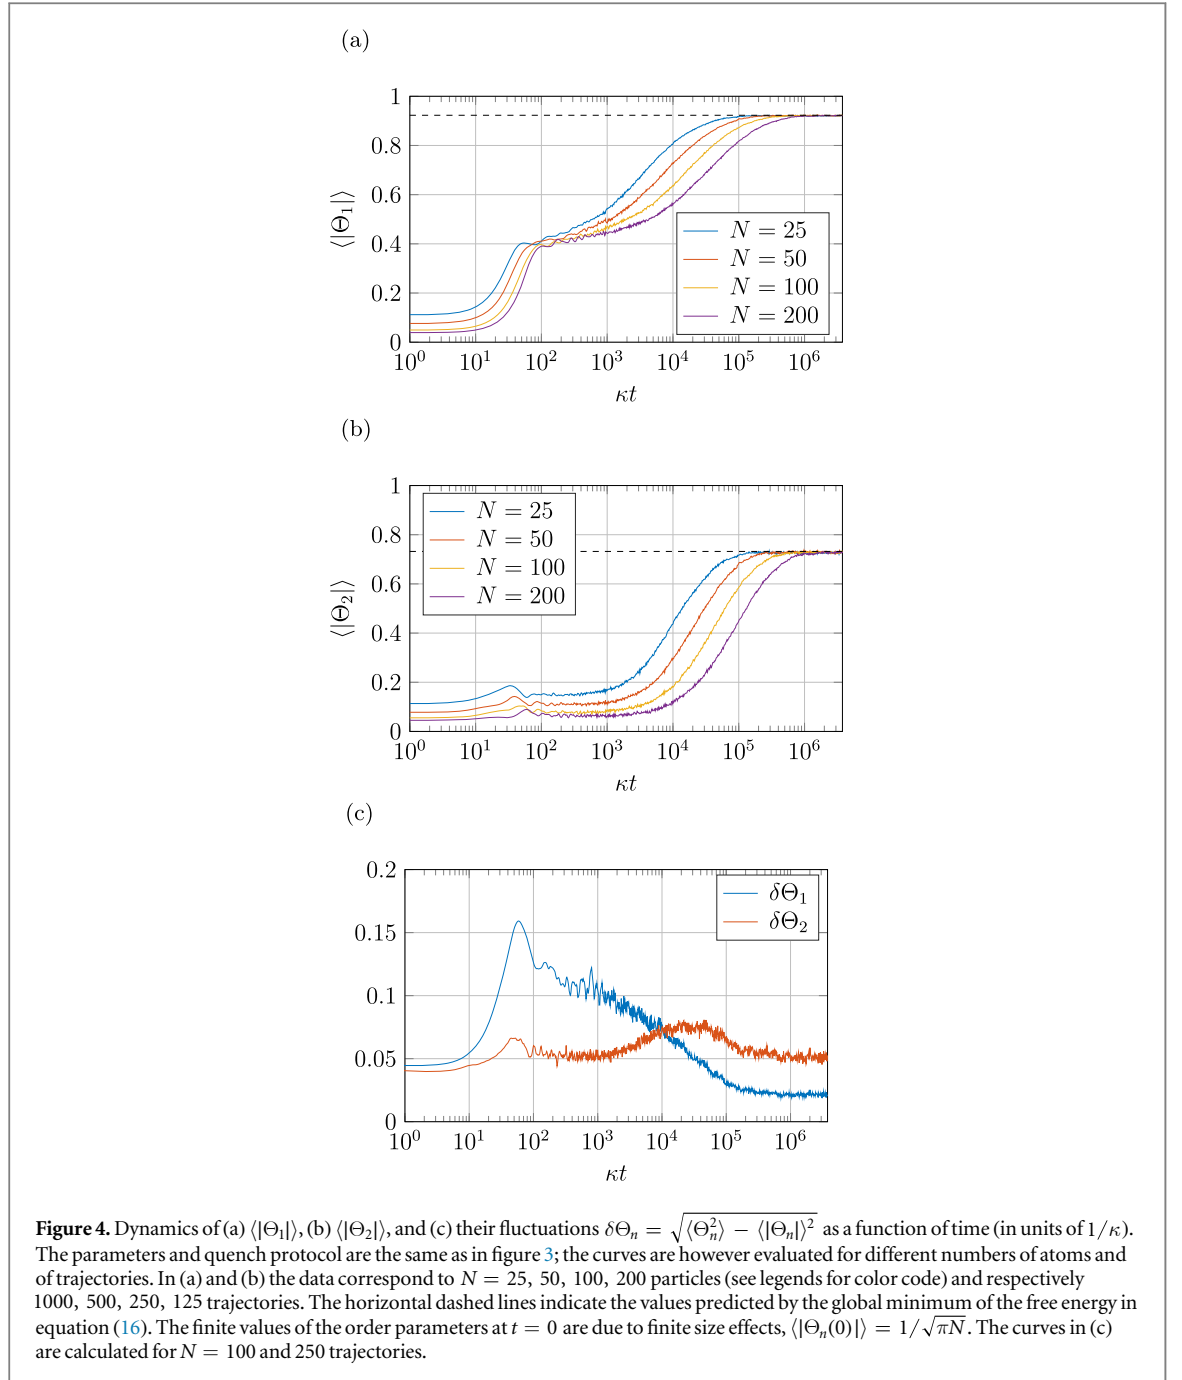 (a)
1
0.8
0.6
0.4
0.2
0
⟨|Θ₁|⟩
N = 25
N = 50
N = 100
N = 200
10⁰ 10¹ 10² 10³ 10⁴ 10⁵ 10⁶
κt
(b)
1
0.8
0.6
0.4
0.2
0
⟨|Θ₂|⟩
N = 25
N = 50
N = 100
N = 200
10⁰ 10¹ 10² 10³ 10⁴ 10⁵ 10⁶
κt
(c)
0.2
0.15
0.1
0.05
0
δΘ₁
δΘ₂
10⁰ 10¹ 10² 10³ 10⁴ 10⁵ 10⁶
κt
Figure 4. Dynamics of (a) ⟨|Θ₁|⟩, (b) ⟨|Θ₂|⟩, and (c) their fluctuations δΘₙ = √(⟨Θₙ²⟩ − ⟨|Θₙ|⟩²) as a function of time (in units of 1/κ).
The parameters and quench protocol are the same as in figure 3; the curves are however evaluated for different numbers of atoms and
of trajectories. In (a) and (b) the data correspond to N = 25, 50, 100, 200 particles (see legends for color code) and respectively
1000, 500, 250, 125 trajectories. The horizontal dashed lines indicate the values predicted by the global minimum of the free energy in
equation (16). The finite values of the order parameters at t = 0 are due to finite size effects, ⟨|Θₙ(0)|⟩ = 1/√πN. The curves in (c)
are calculated for N = 100 and 250 trajectories.